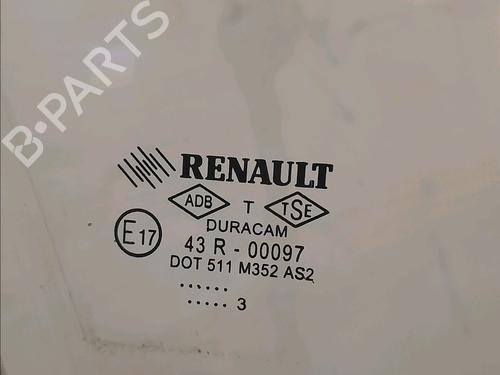 B-PARTS
RENAULT
ADB T TSE
DURACAM
E17 43 R - 00097
DOT 511 M352 AS2
......
..... 3